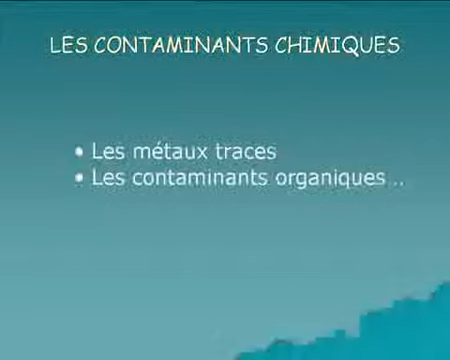 LES CONTAMINANTS CHIMIQUES
• Les métaux traces
• Les contaminants organiques ..